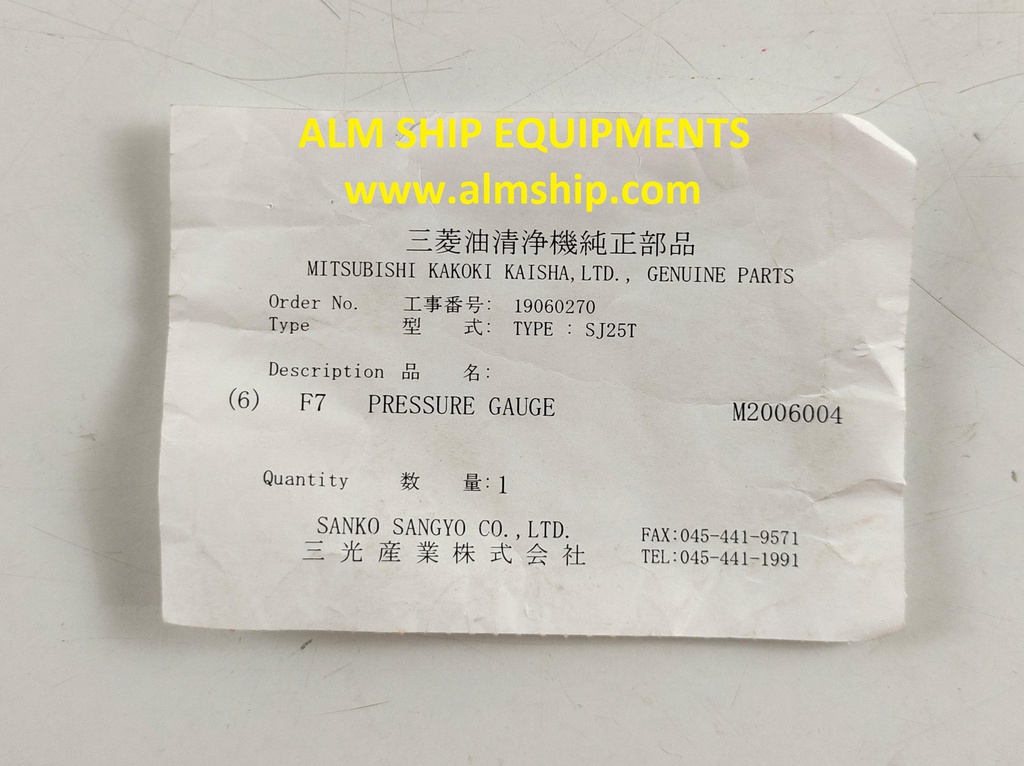 ALM SHIP EQUIPMENTS
www.almship.com
三菱油清浄機純正部品
MITSUBISHI KAKOKI KAISHA,LTD., GENUINE PARTS
Order No. 工事番号: 19060270
Type 型 式: TYPE : SJ25T
Description 品 名:
(6) F7 PRESSURE GAUGE M2006004
Quantity 数 量: 1
SANKO SANGYO CO.,LTD. FAX:045-441-9571
三光産業株式会社 TEL:045-441-1991